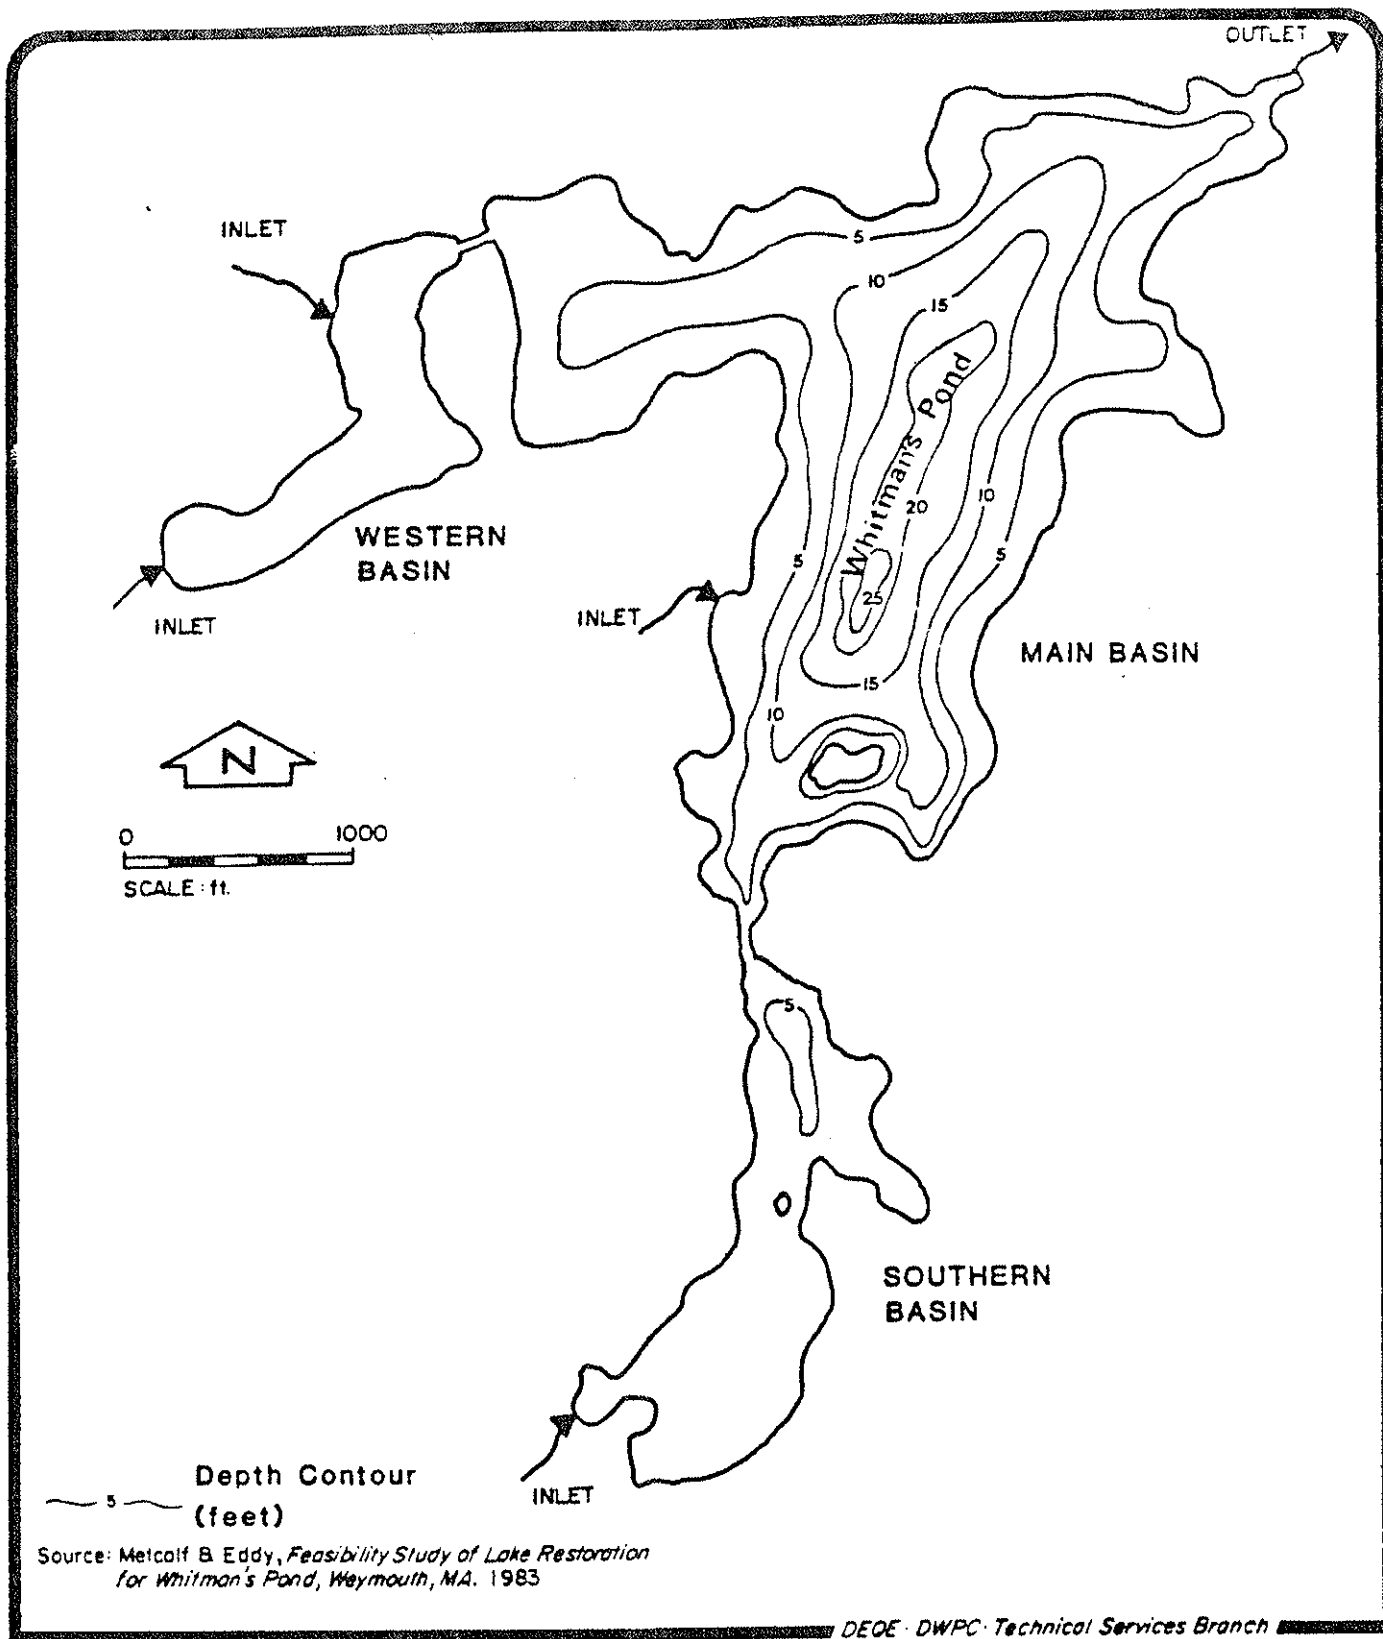 OUTLET
INLET
5
10
15
Whitman's Pond
20
10
5
5
25
WESTERN
BASIN
INLET
INLET
MAIN BASIN
15
10
N
0 1000
SCALE : ft.
5
SOUTHERN
BASIN
INLET
5
Depth Contour
(feet)
Source: Metcalf & Eddy, Feasibility Study of Lake Restoration
for Whitman's Pond, Weymouth, MA. 1983
DEQE · DWPC · Technical Services Branch